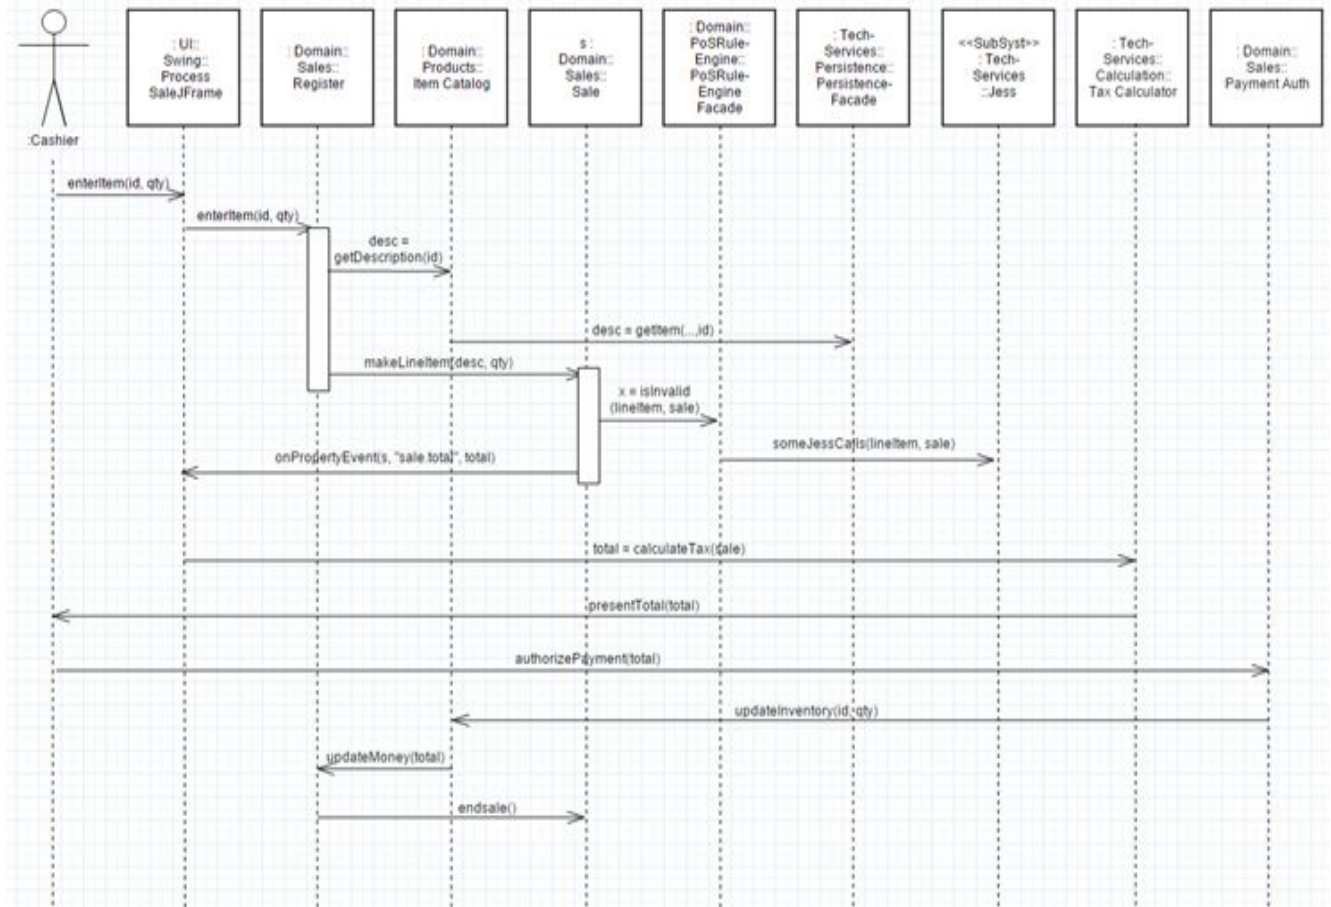 : UI::
Swing::
Process
SaleJFrame
: Domain::
Sales::
Register
: Domain::
Products::
Item Catalog
s :
Domain::
Sales::
Sale
: Domain::
PoSRule-
Engine::
PoSRule-
Engine
Facade
: Tech-
Services::
Persistence::
Persistence-
Facade
<<SubSyst>>
: Tech-
Services
::Jess
: Tech-
Services::
Calculation::
Tax Calculator
: Domain::
Sales::
Payment Auth
:Cashier
enterItem(id, qty)
enterItem(id, qty)
desc =
getDescription(id)
desc = getItem(...,id)
makeLineItem(desc, qty)
x = isInvalid
(lineItem, sale)
someJessCalls(lineItem, sale)
onPropertyEvent(s, "sale.total", total)
total = calculateTax(sale)
presentTotal(total)
authorizePayment(total)
updateInventory(id, qty)
updateMoney(total)
endsale()